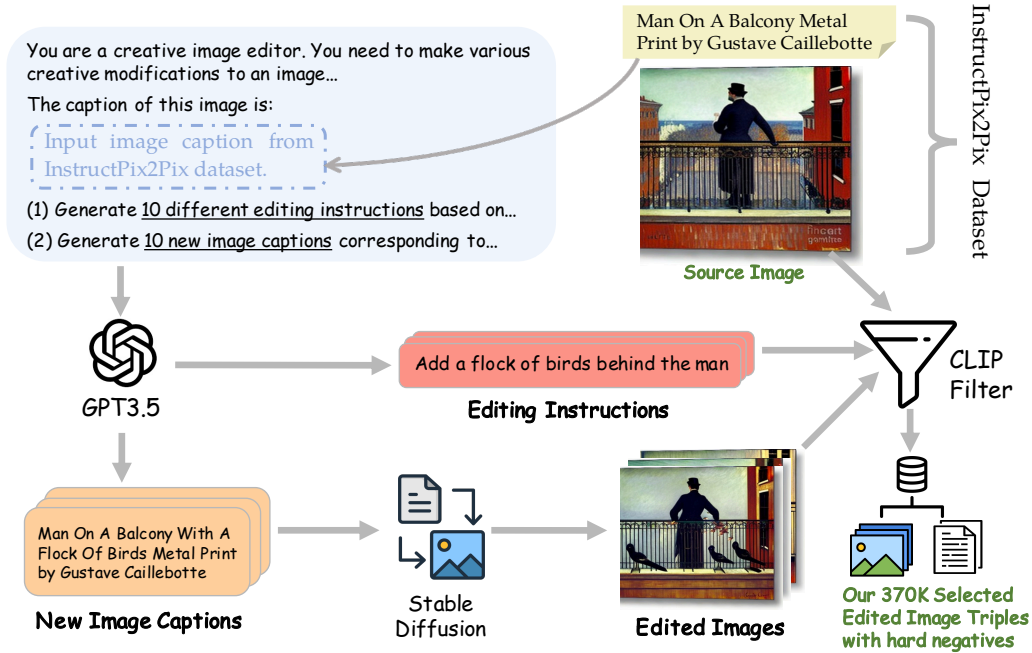 You are a creative image editor. You need to make various
creative modifications to an image…
The caption of this image is:
Input image caption from
InstructPix2Pix dataset.
(1) Generate 10 different editing instructions based on…
(2) Generate 10 new image captions corresponding to…
Man On A Balcony Metal
Print by Gustave Caillebotte
InstructPix2Pix Dataset
Source Image
GPT3.5
Add a flock of birds behind the man
Editing Instructions
CLIP
Filter
Man On A Balcony With A
Flock Of Birds Metal Print
by Gustave Caillebotte
New Image Captions
Stable
Diffusion
Edited Images
Our 370K Selected
Edited Image Triples
with hard negatives